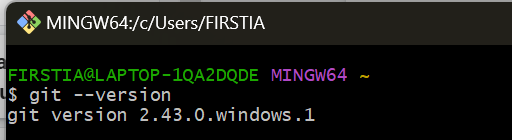 MINGW64:/c/Users/FIRSTIA
FIRSTIA@LAPTOP-1QA2DQDE MINGW64 ~
$ git --version
git version 2.43.0.windows.1